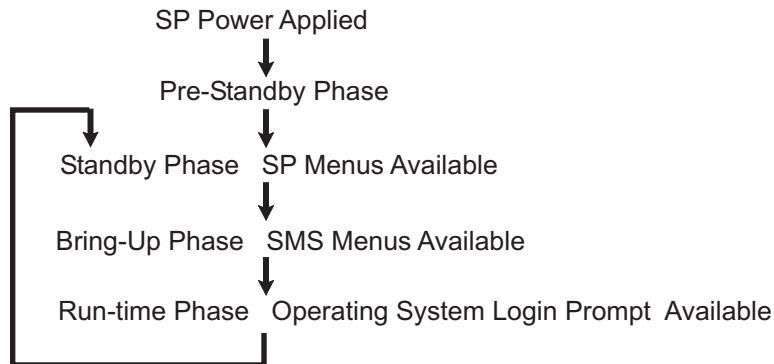 SP Power Applied
Pre-Standby Phase
Standby Phase SP Menus Available
Bring-Up Phase SMS Menus Available
Run-time Phase Operating System Login Prompt Available